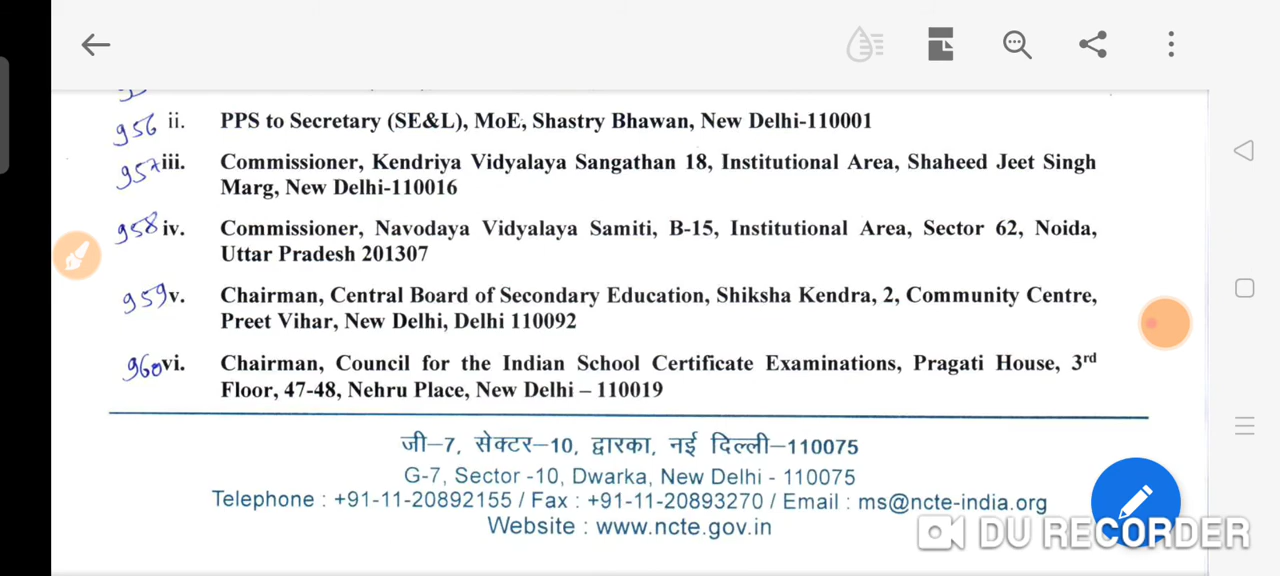 956 ii. PPS to Secretary (SE&L), MoE, Shastry Bhawan, New Delhi-110001
957 iii. Commissioner, Kendriya Vidyalaya Sangathan 18, Institutional Area, Shaheed Jeet Singh
Marg, New Delhi-110016
958 iv. Commissioner, Navodaya Vidyalaya Samiti, B-15, Institutional Area, Sector 62, Noida,
Uttar Pradesh 201307
959 v. Chairman, Central Board of Secondary Education, Shiksha Kendra, 2, Community Centre,
Preet Vihar, New Delhi, Delhi 110092
960 vi. Chairman, Council for the Indian School Certificate Examinations, Pragati House, 3rd
Floor, 47-48, Nehru Place, New Delhi – 110019
जी–7, सेक्टर–10, द्वारका, नई दिल्ली–110075
G-7, Sector -10, Dwarka, New Delhi - 110075
Telephone : +91-11-20892155 / Fax : +91-11-20893270 / Email : ms@ncte-india.org
Website : www.ncte.gov.in
DU RECORDER